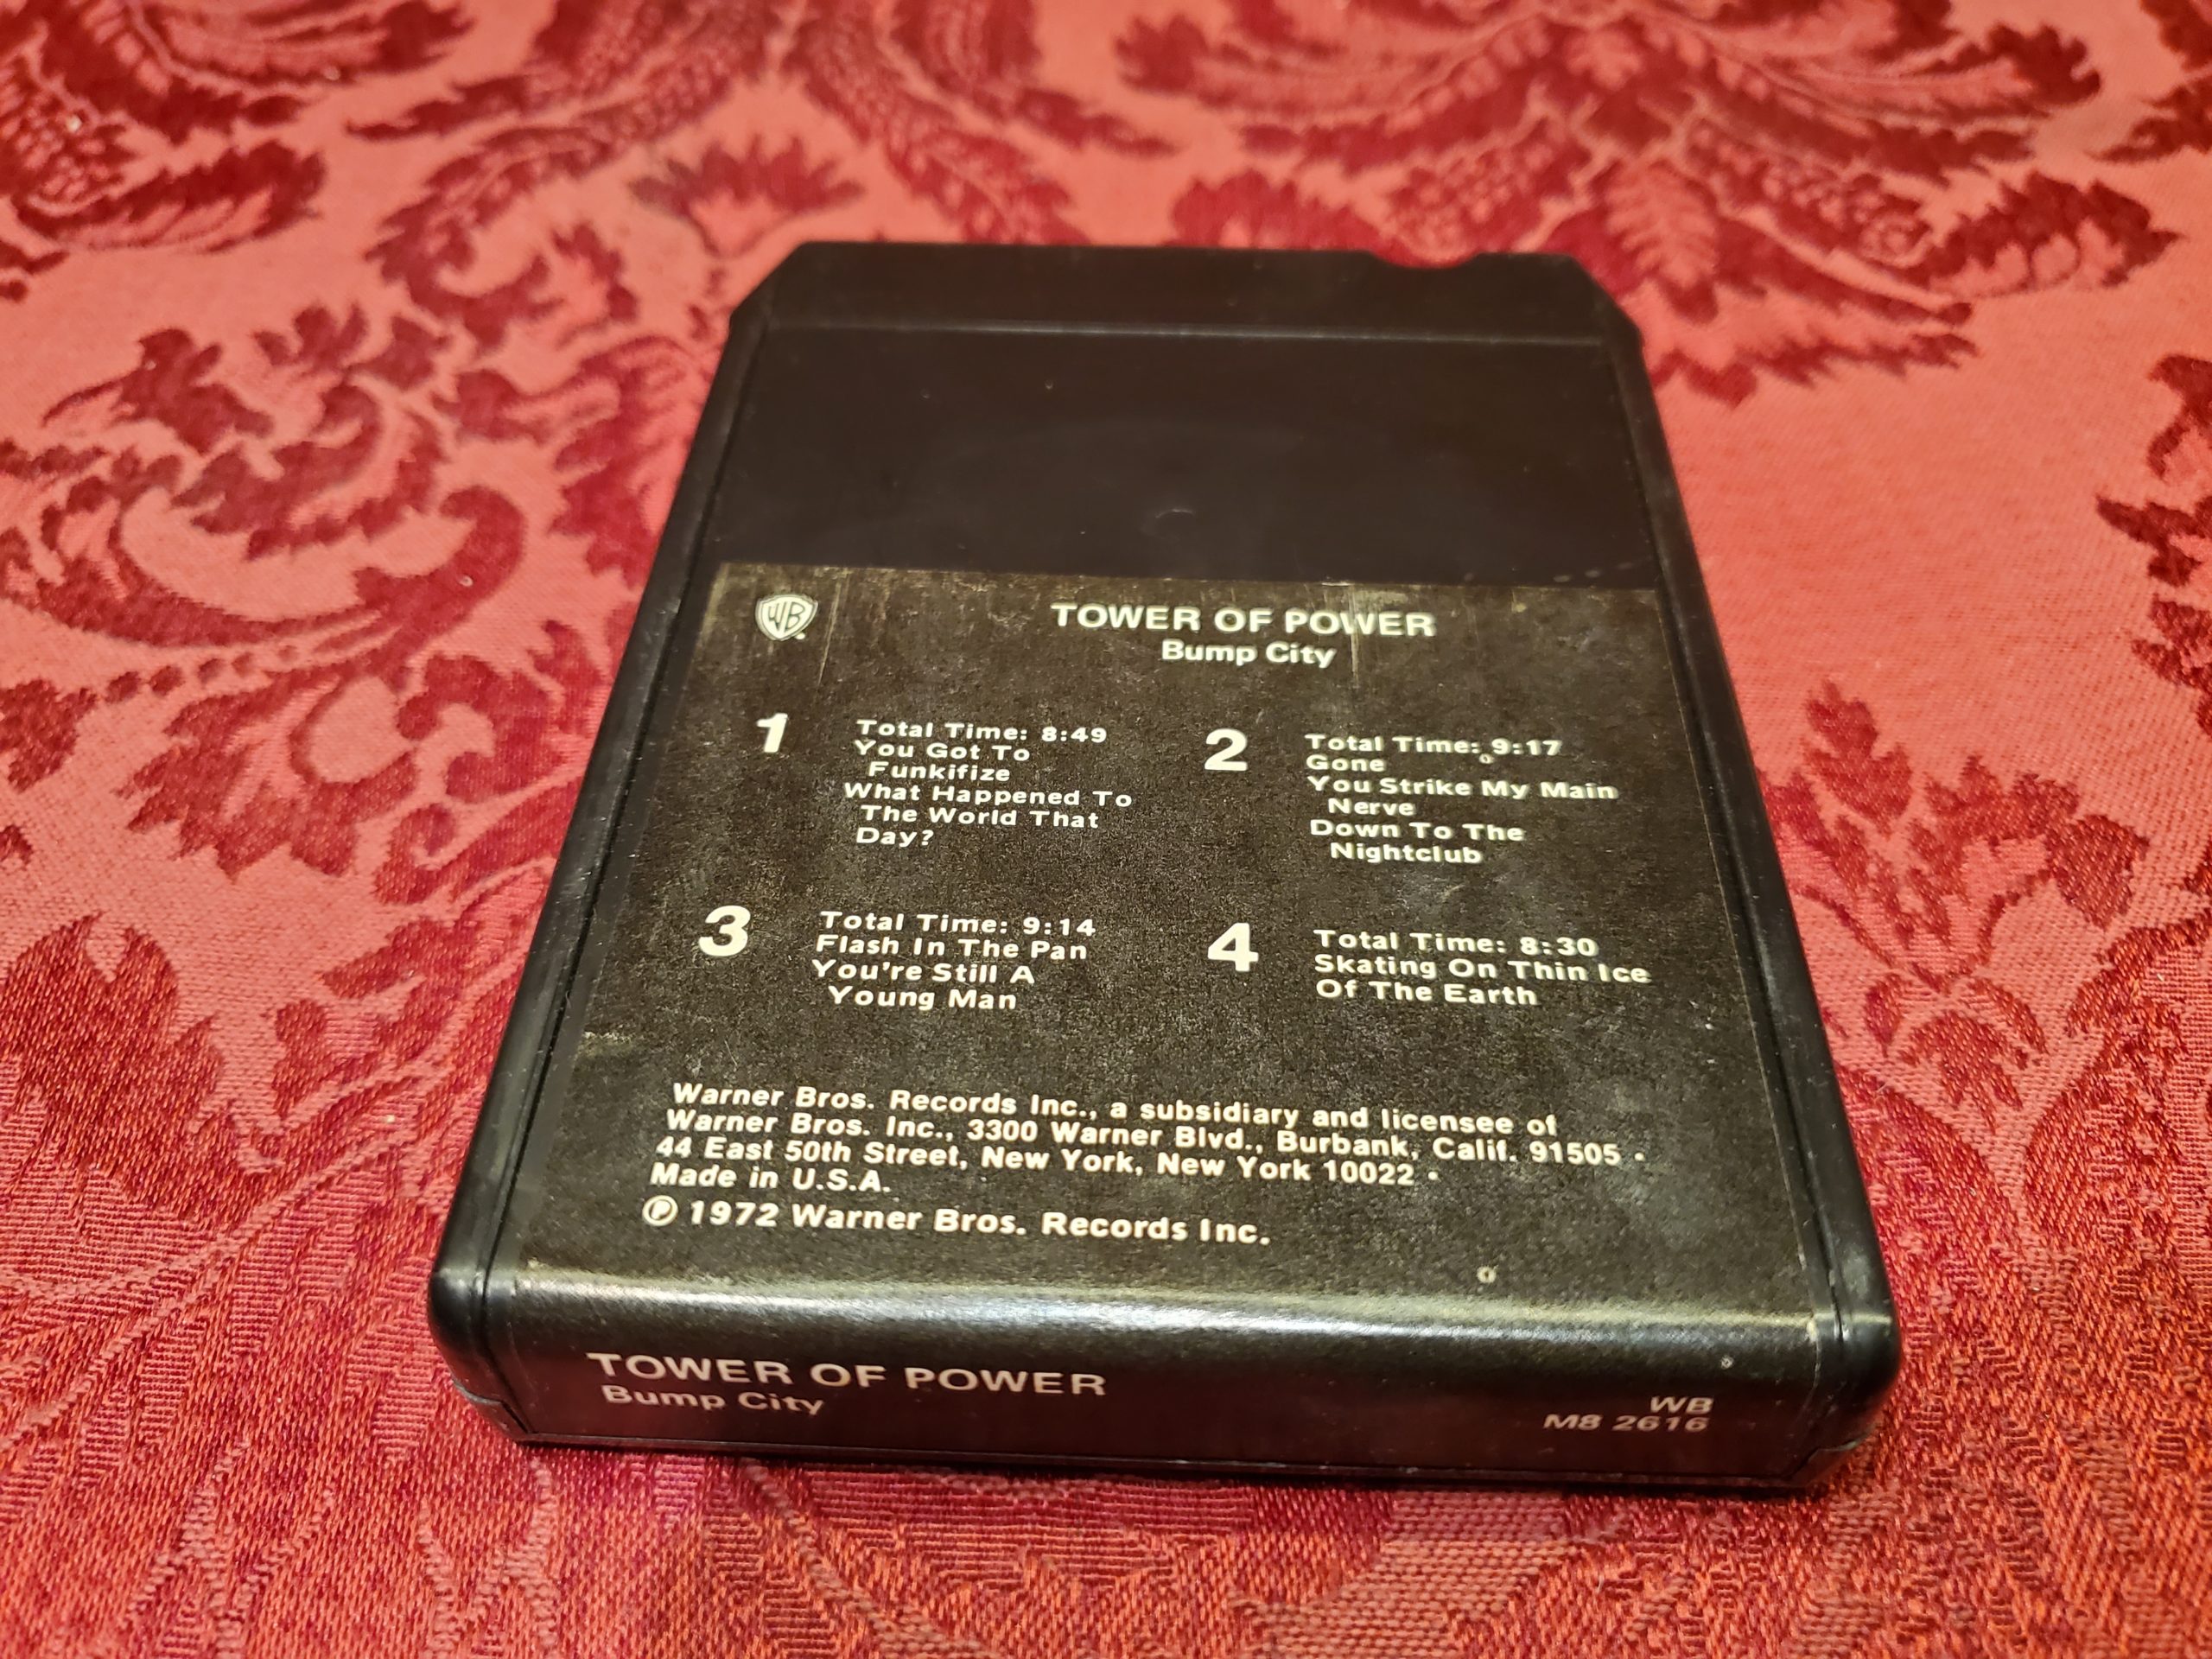 WB
TOWER OF POWER
Bump City
1
Total Time: 8:49
You Got To
Funkifize
What Happened To
The World That
Day?
2
Total Time: 9:17
Gone
You Strike My Main
Nerve
Down To The
Nightclub
3
Total Time: 9:14
Flash In The Pan
You're Still A
Young Man
4
Total Time: 8:30
Skating On Thin Ice
Of The Earth
Warner Bros. Records Inc., a subsidiary and licensee of
Warner Bros. Inc., 3300 Warner Blvd., Burbank, Calif. 91505 •
44 East 50th Street, New York, New York 10022 •
Made in U.S.A.
℗ 1972 Warner Bros. Records Inc.
TOWER OF POWER
Bump City
WB
M8 2616